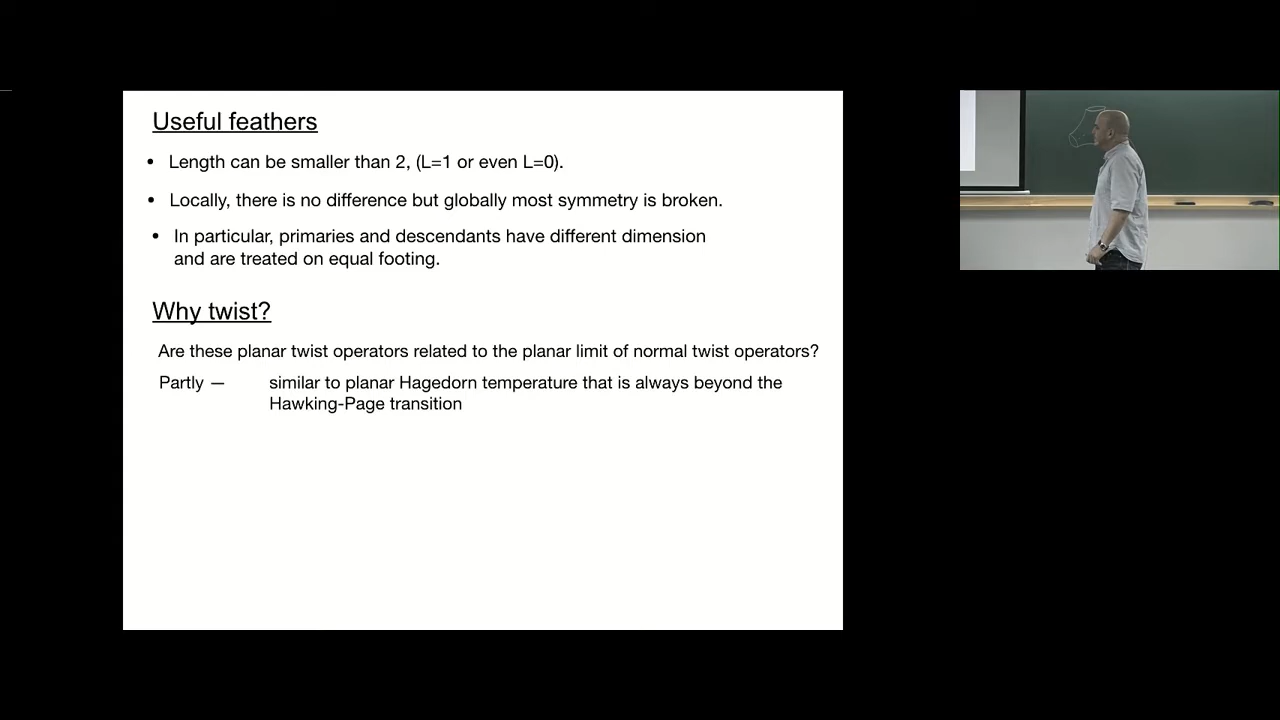 Useful feathers
• Length can be smaller than 2, (L=1 or even L=0).
• Locally, there is no difference but globally most symmetry is broken.
• In particular, primaries and descendants have different dimension
and are treated on equal footing.
Why twist?
Are these planar twist operators related to the planar limit of normal twist operators?
Partly — similar to planar Hagedorn temperature that is always beyond the
Hawking-Page transition